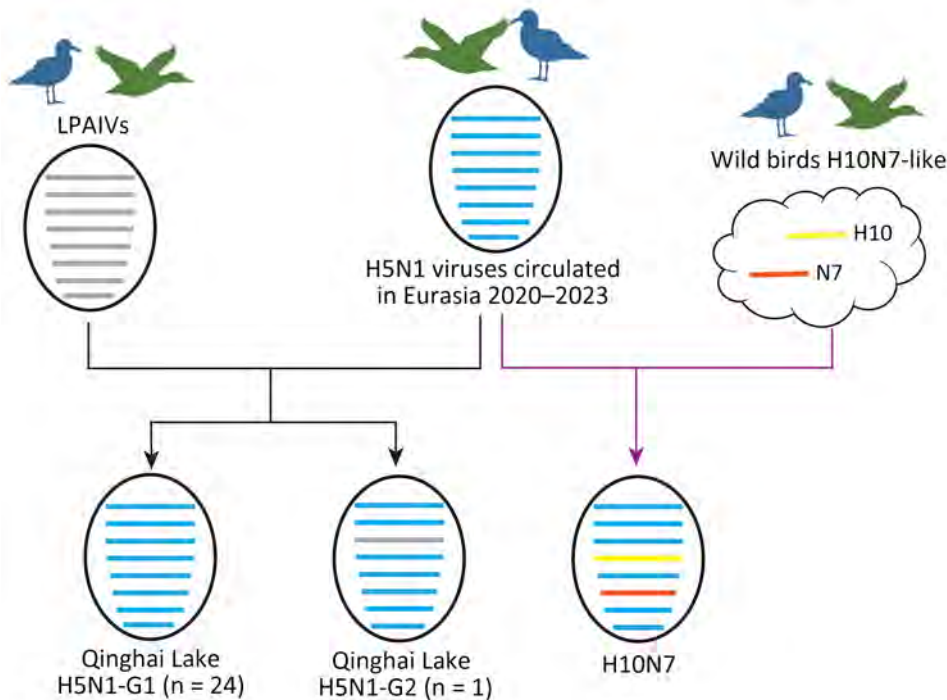 LPAIVs
H5N1 viruses circulated
in Eurasia 2020–2023
Wild birds H10N7-like
H10
N7
Qinghai Lake
H5N1-G1 (n = 24)
Qinghai Lake
H5N1-G2 (n = 1)
H10N7